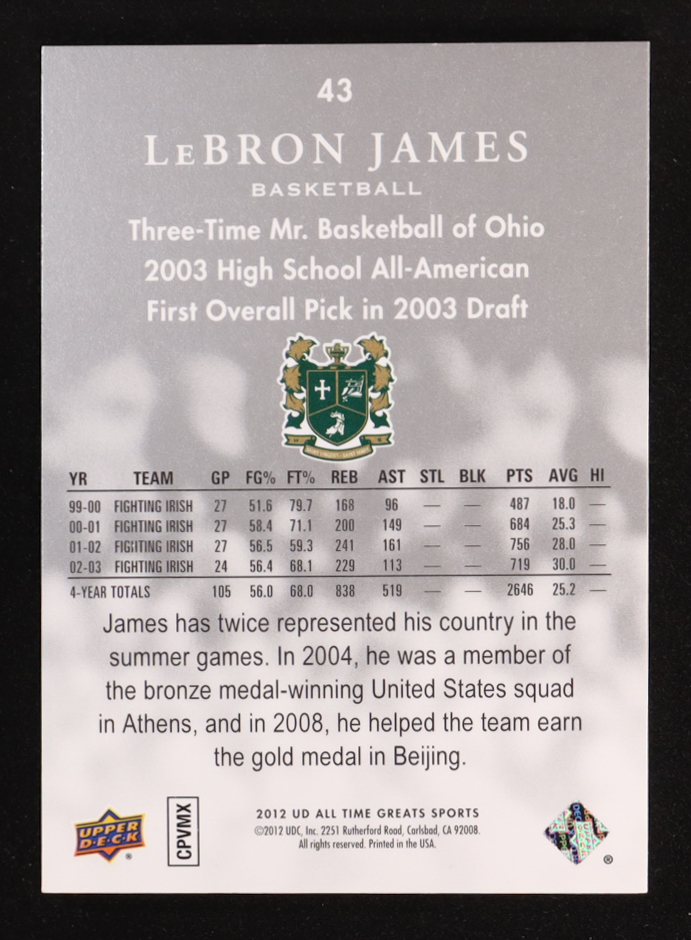 43
LeBRON JAMES
BASKETBALL
Three-Time Mr. Basketball of Ohio
2003 High School All-American
First Overall Pick in 2003 Draft
YR TEAM GP FG% FT% REB AST STL BLK PTS AVG HI
99-00 FIGHTING IRISH 27 51.6 79.7 168 96 — — 487 18.0 —
00-01 FIGHTING IRISH 27 58.4 71.1 200 149 — — 684 25.3 —
01-02 FIGHTING IRISH 27 56.5 59.3 241 161 — — 756 28.0 —
02-03 FIGHTING IRISH 24 56.4 68.1 229 113 — — 719 30.0 —
4-YEAR TOTALS 105 56.0 68.0 838 519 — — 2646 25.2 —
James has twice represented his country in the
summer games. In 2004, he was a member of
the bronze medal-winning United States squad
in Athens, and in 2008, he helped the team earn
the gold medal in Beijing.
UPPER
D·E·C·K
®
CPVMX
2012 UD ALL TIME GREATS SPORTS
©2012 UDC, Inc. 2251 Rutherford Road, Carlsbad, CA 92008.
All rights reserved. Printed in the USA.
®